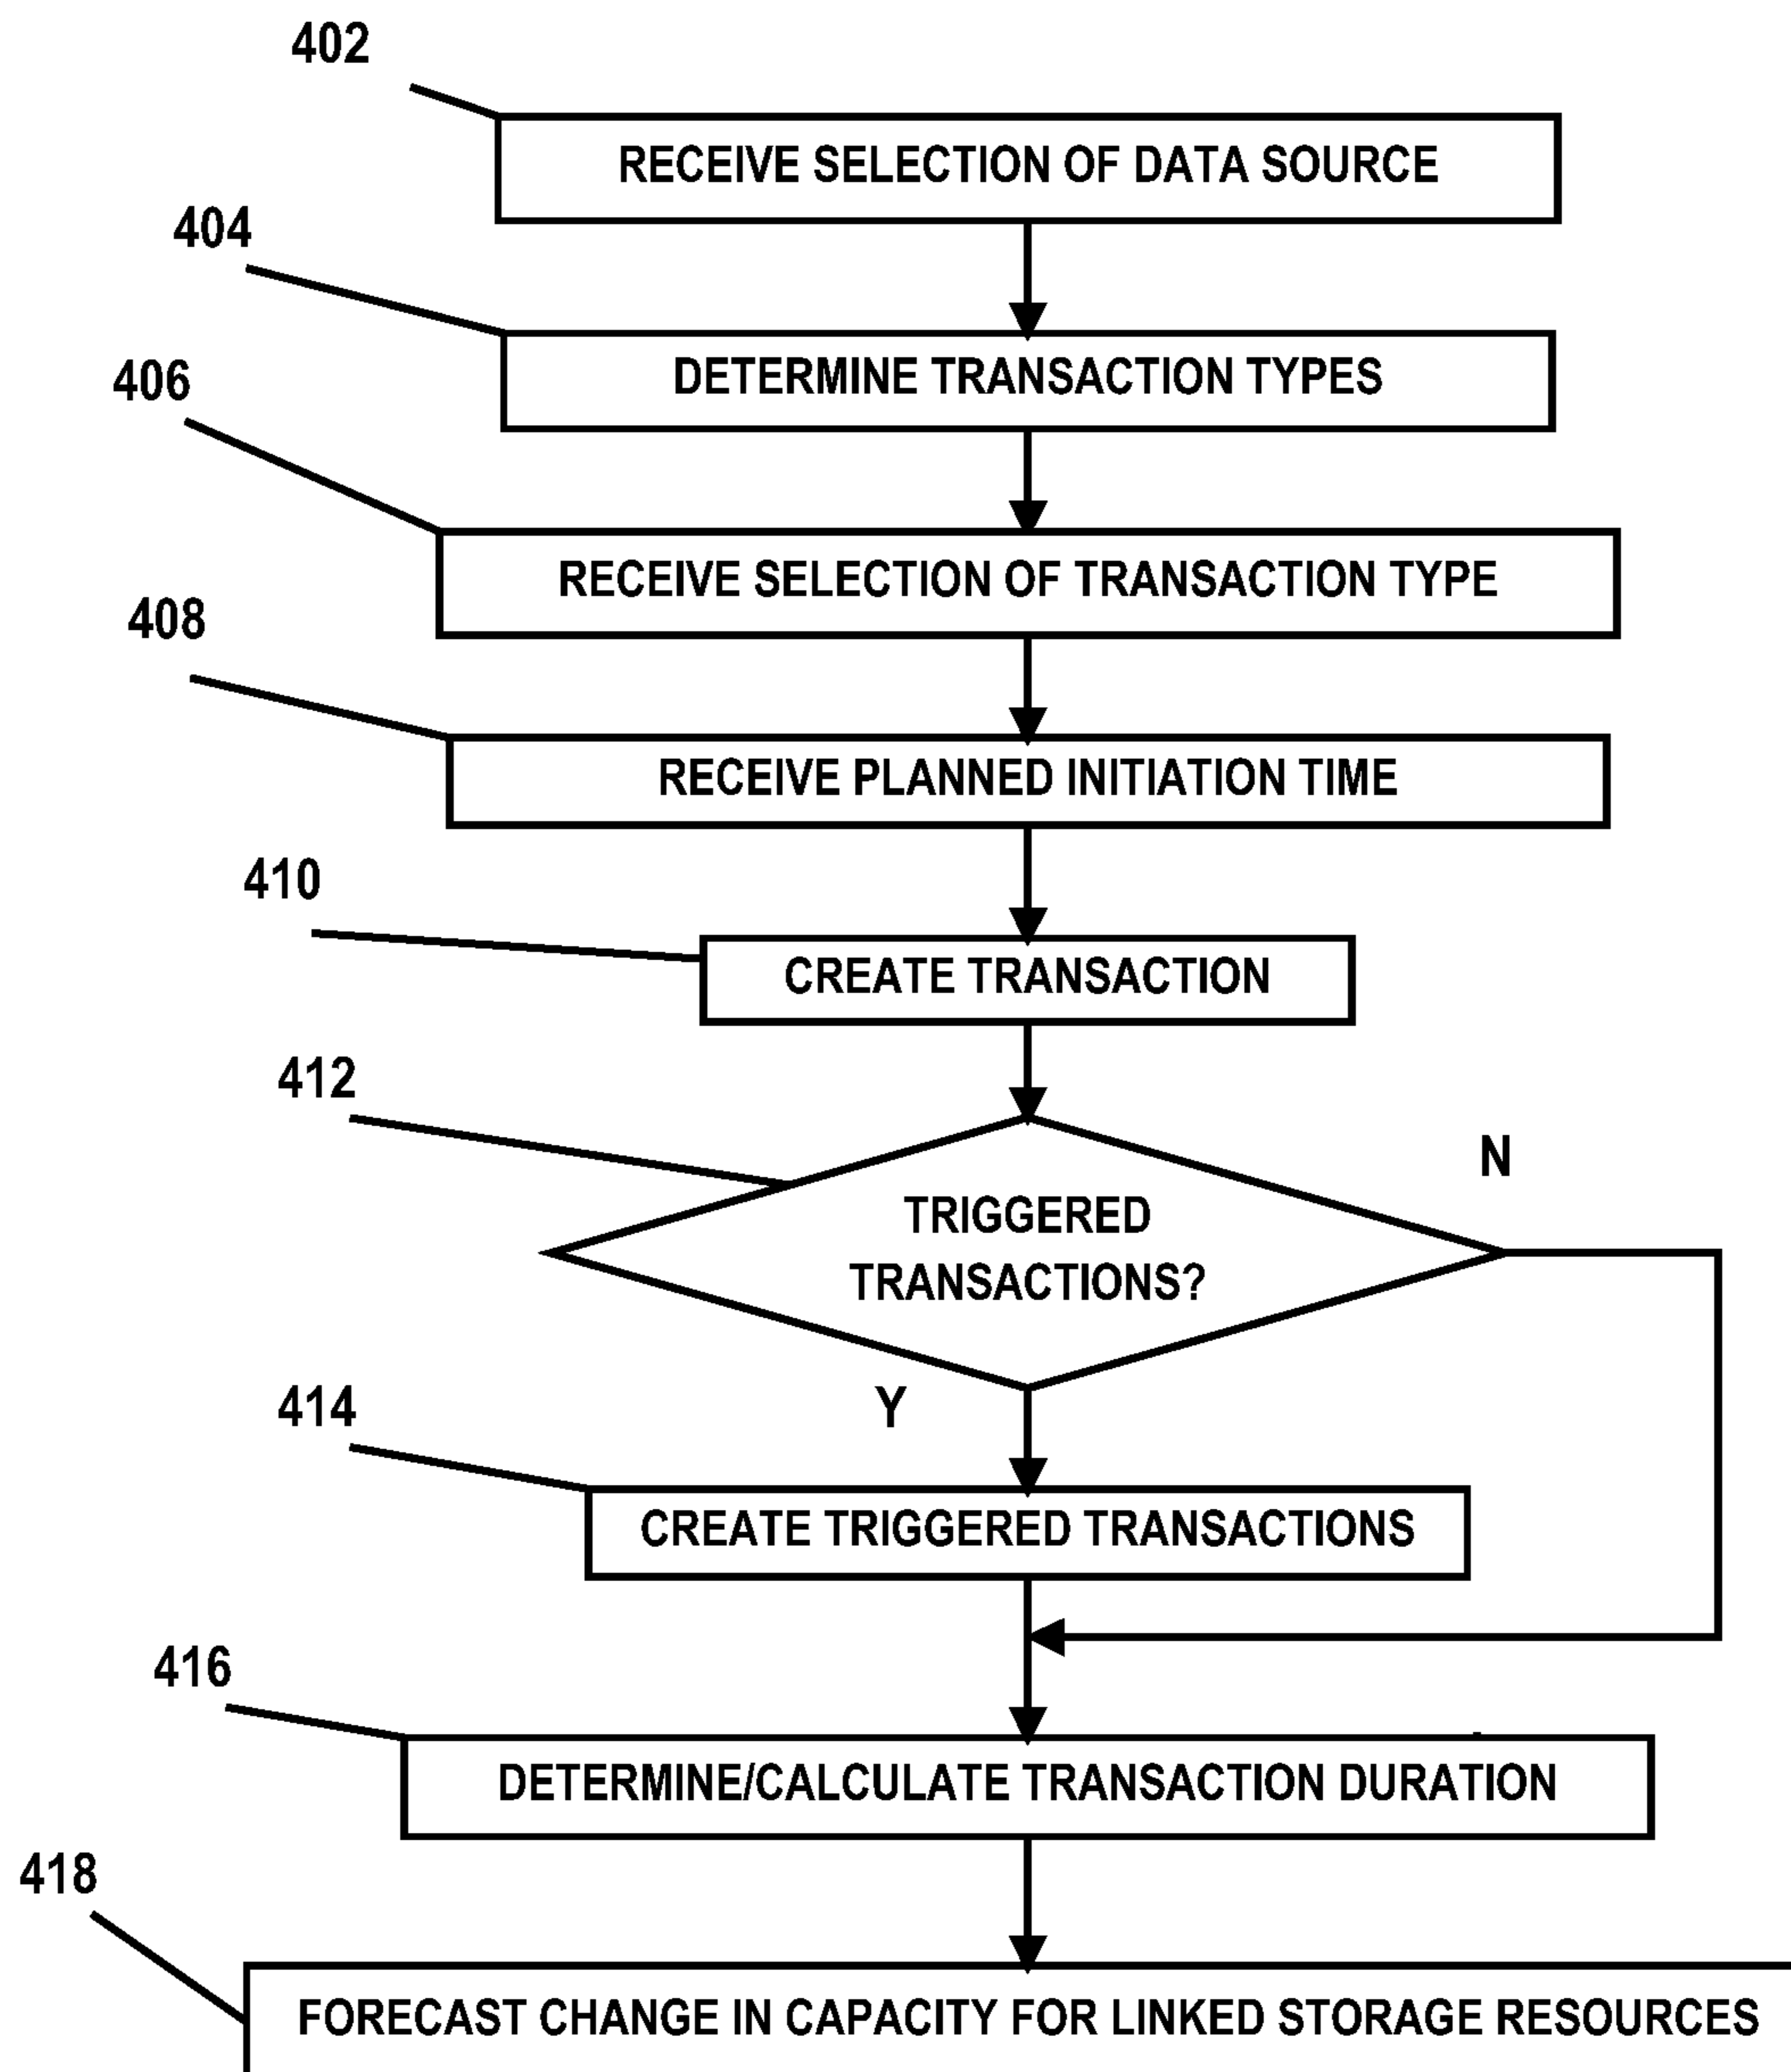 402
RECEIVE SELECTION OF DATA SOURCE
404
DETERMINE TRANSACTION TYPES
406
RECEIVE SELECTION OF TRANSACTION TYPE
408
RECEIVE PLANNED INITIATION TIME
410
CREATE TRANSACTION
412
N
TRIGGERED
TRANSACTIONS?
Y
414
CREATE TRIGGERED TRANSACTIONS
416
DETERMINE/CALCULATE TRANSACTION DURATION
418
FORECAST CHANGE IN CAPACITY FOR LINKED STORAGE RESOURCES